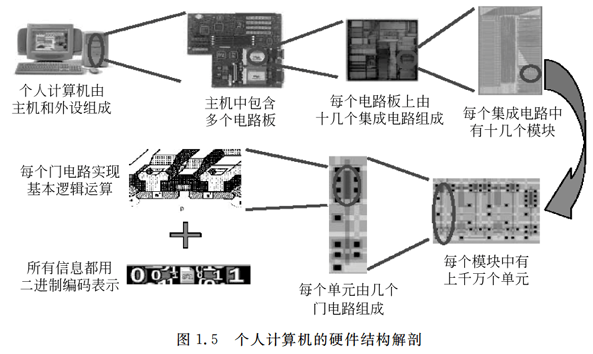 个人计算机由
主机和外设组成
主机中包含
多个电路板
每个电路板上由
十几个集成电路组成
每个集成电路中
有十几个模块
每个门电路实现
基本逻辑运算
所有信息都用
二进制编码表示
每个单元由几个
门电路组成
每个模块中有
上千万个单元
图 1.5 个人计算机的硬件结构解剖